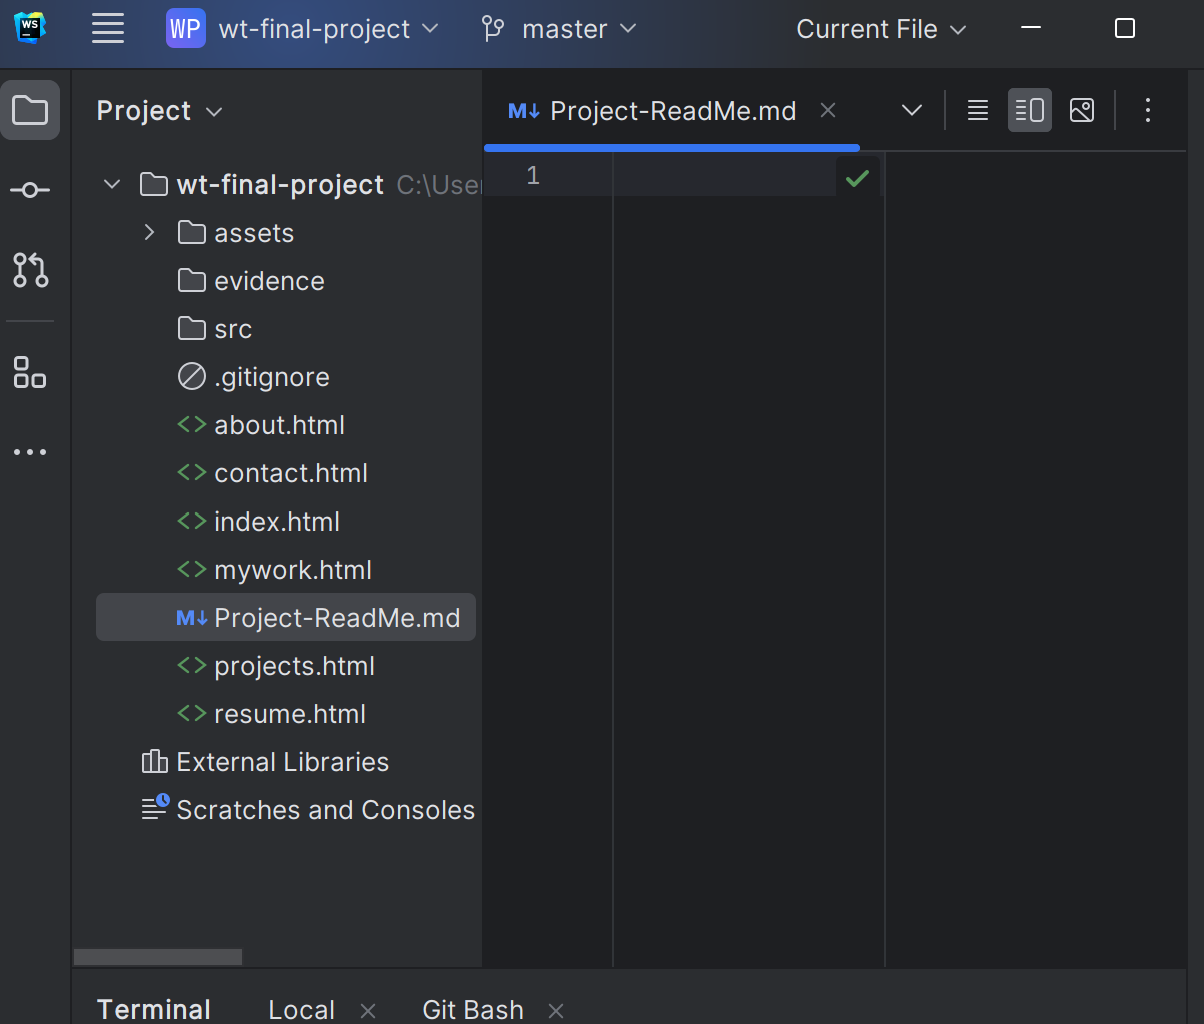 WS
WP wt-final-project master Current File
Project
M↓ Project-ReadMe.md
wt-final-project C:\User
1
assets
evidence
src
.gitignore
<> about.html
<> contact.html
<> index.html
<> mywork.html
M↓ Project-ReadMe.md
<> projects.html
<> resume.html
External Libraries
Scratches and Consoles
Terminal Local Git Bash